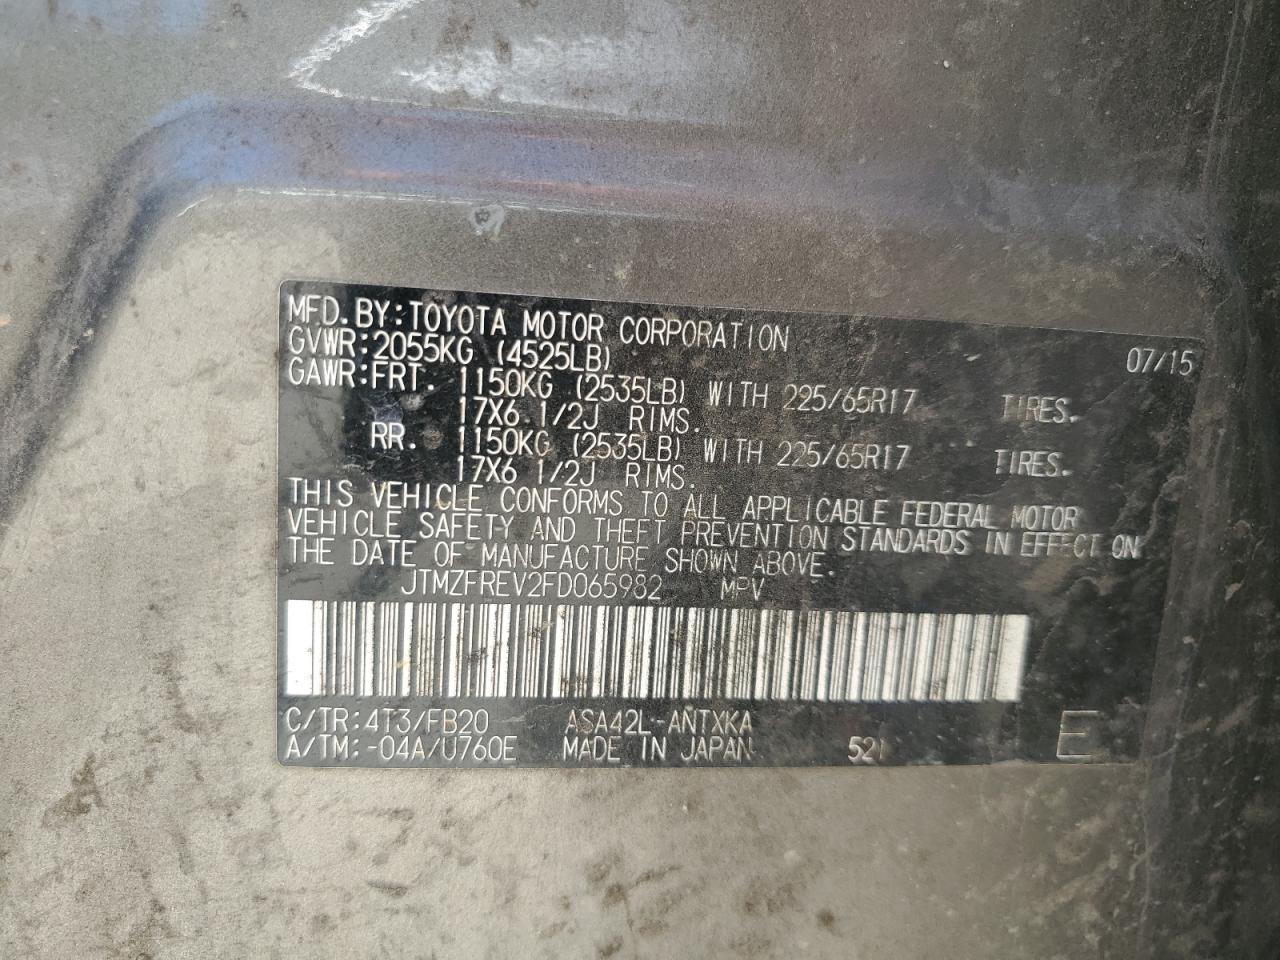 MFD.BY:TOYOTA MOTOR CORPORATION 07/15
GVWR:2055KG (4525LB)
GAWR:FRT. 1150KG (2535LB) WITH 225/65R17 TIRES.
17X6 1/2J RIMS.
RR. 1150KG (2535LB) WITH 225/65R17 TIRES.
17X6 1/2J RIMS.
THIS VEHICLE CONFORMS TO ALL APPLICABLE FEDERAL MOTOR
VEHICLE SAFETY AND THEFT PREVENTION STANDARDS IN EFFECT ON
THE DATE OF MANUFACTURE SHOWN ABOVE.
JTMZFREV2FD065982 MPV
C/TR:4T3/FB20 ASA42L-ANTXKA
A/TM:-04A/U760E MADE IN JAPAN 521 E